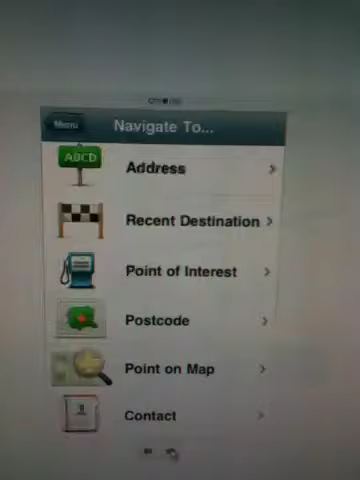 Menu
Navigate To...
ABCD
Address
Recent Destination
Point of Interest
Postcode
Point on Map
Contact